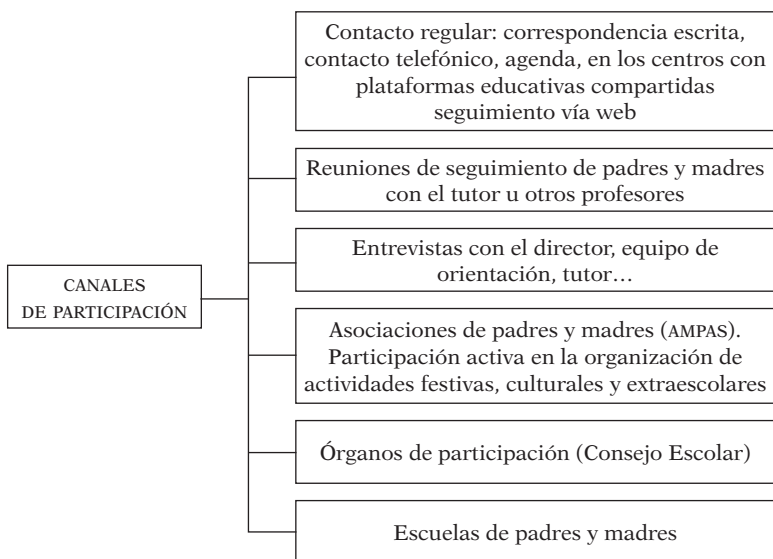 CANALES
DE PARTICIPACIÓN
Contacto regular: correspondencia escrita,
contacto telefónico, agenda, en los centros con
plataformas educativas compartidas
seguimiento vía web
Reuniones de seguimiento de padres y madres
con el tutor u otros profesores
Entrevistas con el director, equipo de
orientación, tutor…
Asociaciones de padres y madres (AMPAS).
Participación activa en la organización de
actividades festivas, culturales y extraescolares
Órganos de participación (Consejo Escolar)
Escuelas de padres y madres